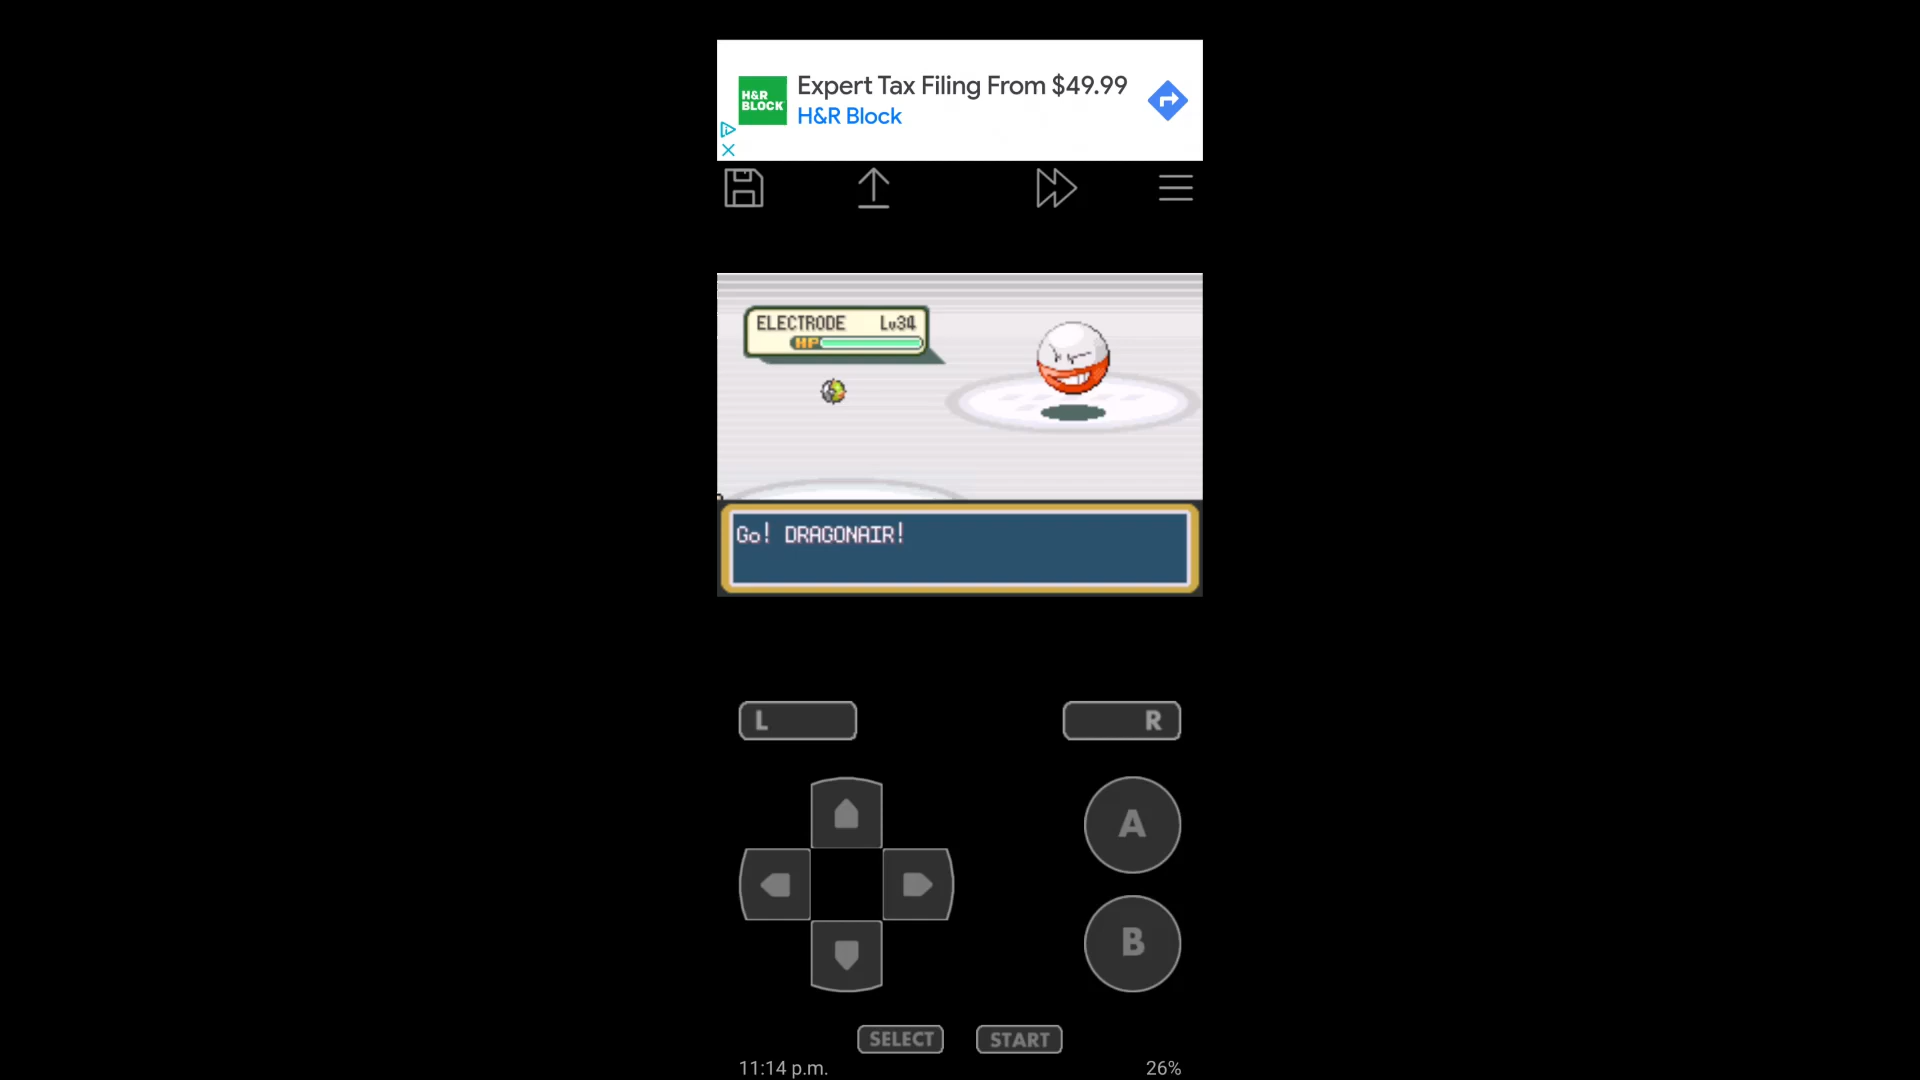 Expert Tax Filing From $49.99
H&R
BLOCK
H&R Block
ELECTRODE Lv34
HP
Go! DRAGONAIR!
L
R
A
B
SELECT
START
11:14 p.m.
26%